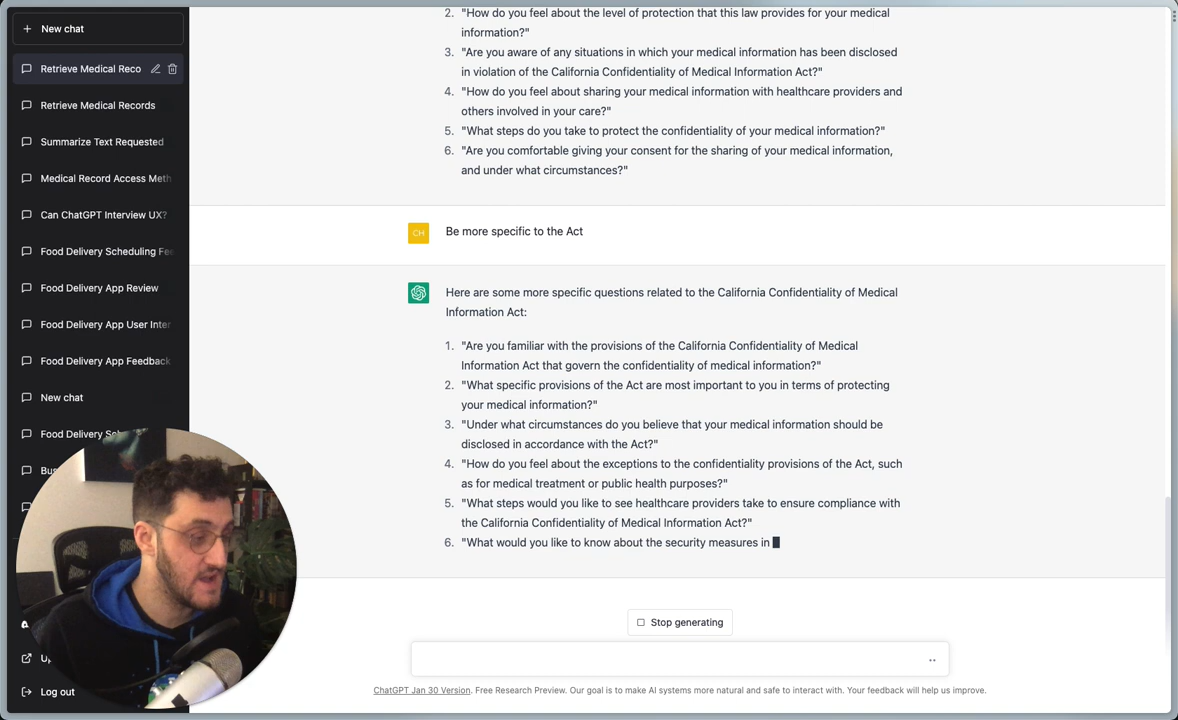 New chat
Retrieve Medical Reco
Retrieve Medical Records
Summarize Text Requested
Medical Record Access Meth
Can ChatGPT Interview UX?
Food Delivery Scheduling Fee
Food Delivery App Review
Food Delivery App User Inter
Food Delivery App Feedback
New chat
Food Delivery Sch
Bus
Up
Log out
2. "How do you feel about the level of protection that this law provides for your medical
information?"
3. "Are you aware of any situations in which your medical information has been disclosed
in violation of the California Confidentiality of Medical Information Act?"
4. "How do you feel about sharing your medical information with healthcare providers and
others involved in your care?"
5. "What steps do you take to protect the confidentiality of your medical information?"
6. "Are you comfortable giving your consent for the sharing of your medical information,
and under what circumstances?"
CH
Be more specific to the Act
Here are some more specific questions related to the California Confidentiality of Medical
Information Act:
1. "Are you familiar with the provisions of the California Confidentiality of Medical
Information Act that govern the confidentiality of medical information?"
2. "What specific provisions of the Act are most important to you in terms of protecting
your medical information?"
3. "Under what circumstances do you believe that your medical information should be
disclosed in accordance with the Act?"
4. "How do you feel about the exceptions to the confidentiality provisions of the Act, such
as for medical treatment or public health purposes?"
5. "What steps would you like to see healthcare providers take to ensure compliance with
the California Confidentiality of Medical Information Act?"
6. "What would you like to know about the security measures in
Stop generating
ChatGPT Jan 30 Version. Free Research Preview. Our goal is to make AI systems more natural and safe to interact with. Your feedback will help us improve.